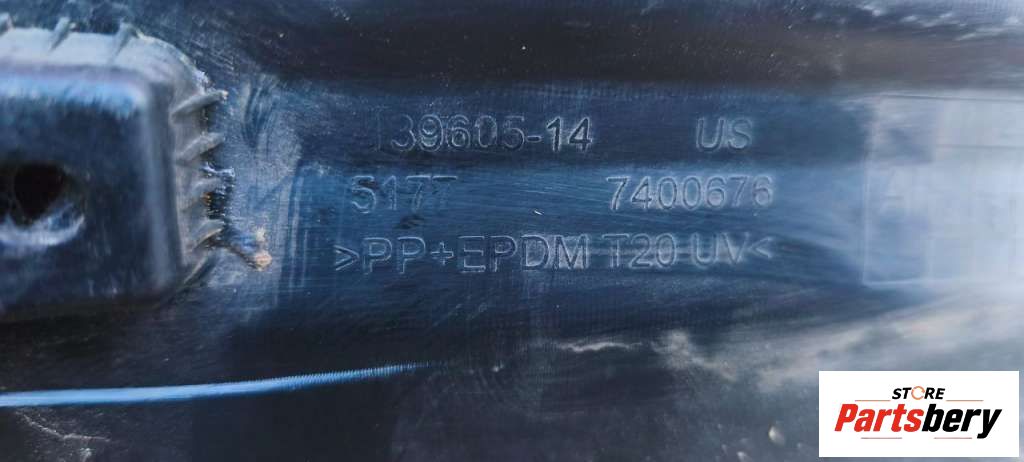 139605-14 US
5177 7400676
>PP+EPDM T20 UV<
STORE
Partsbery